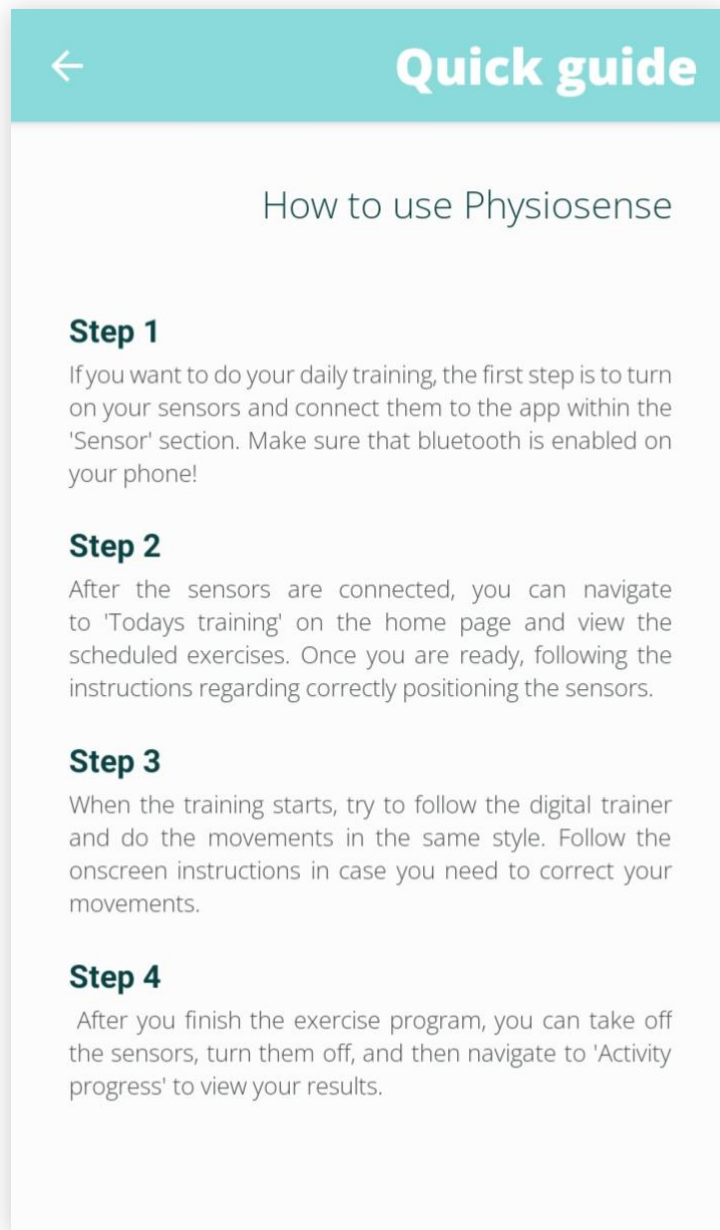 Quick guide
How to use Physiosense
Step 1
If you want to do your daily training, the first step is to turn
on your sensors and connect them to the app within the
'Sensor' section. Make sure that bluetooth is enabled on
your phone!
Step 2
After the sensors are connected, you can navigate
to 'Todays training' on the home page and view the
scheduled exercises. Once you are ready, following the
instructions regarding correctly positioning the sensors.
Step 3
When the training starts, try to follow the digital trainer
and do the movements in the same style. Follow the
onscreen instructions in case you need to correct your
movements.
Step 4
After you finish the exercise program, you can take off
the sensors, turn them off, and then navigate to 'Activity
progress' to view your results.